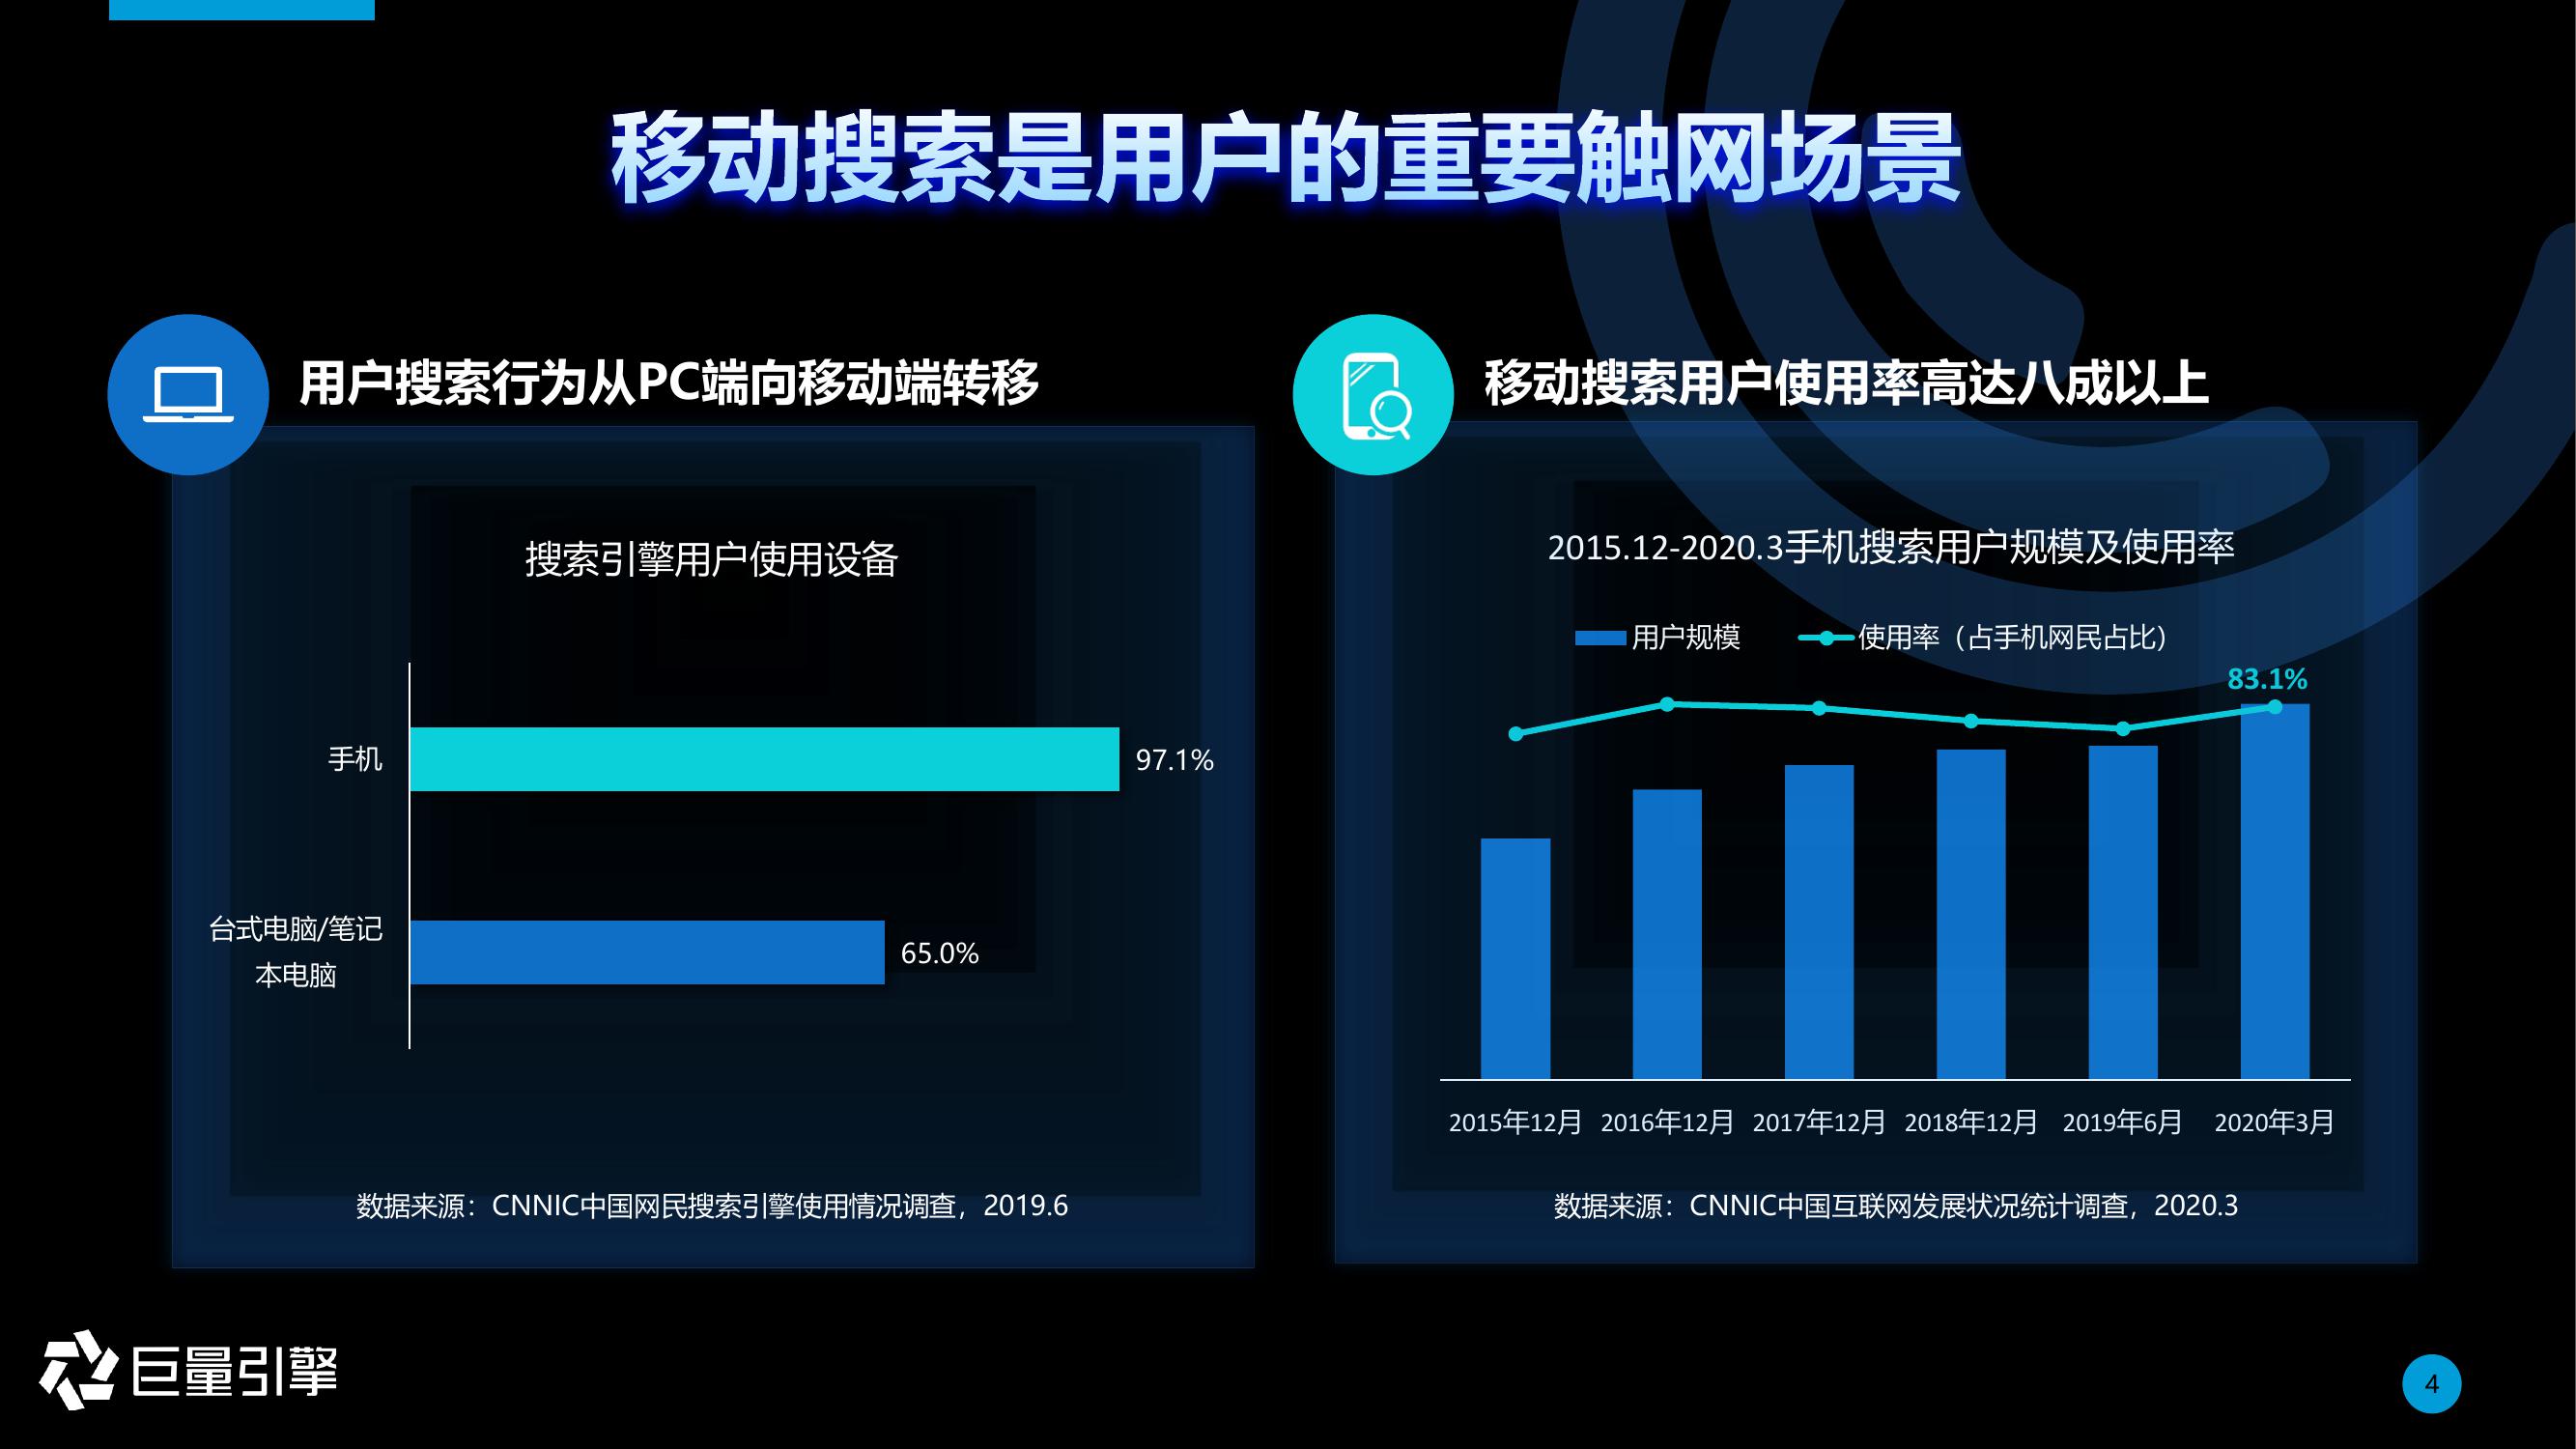 移动搜索是用户的重要触网场景
用户搜索行为从PC端向移动端转移
搜索引擎用户使用设备
手机
97.1%
台式电脑/笔记
本电脑
65.0%
数据来源：CNNIC中国网民搜索引擎使用情况调查，2019.6
移动搜索用户使用率高达八成以上
2015.12-2020.3手机搜索用户规模及使用率
用户规模 使用率（占手机网民占比）
83.1%
2015年12月 2016年12月 2017年12月 2018年12月 2019年6月 2020年3月
数据来源：CNNIC中国互联网发展状况统计调查，2020.3
巨量引擎
4